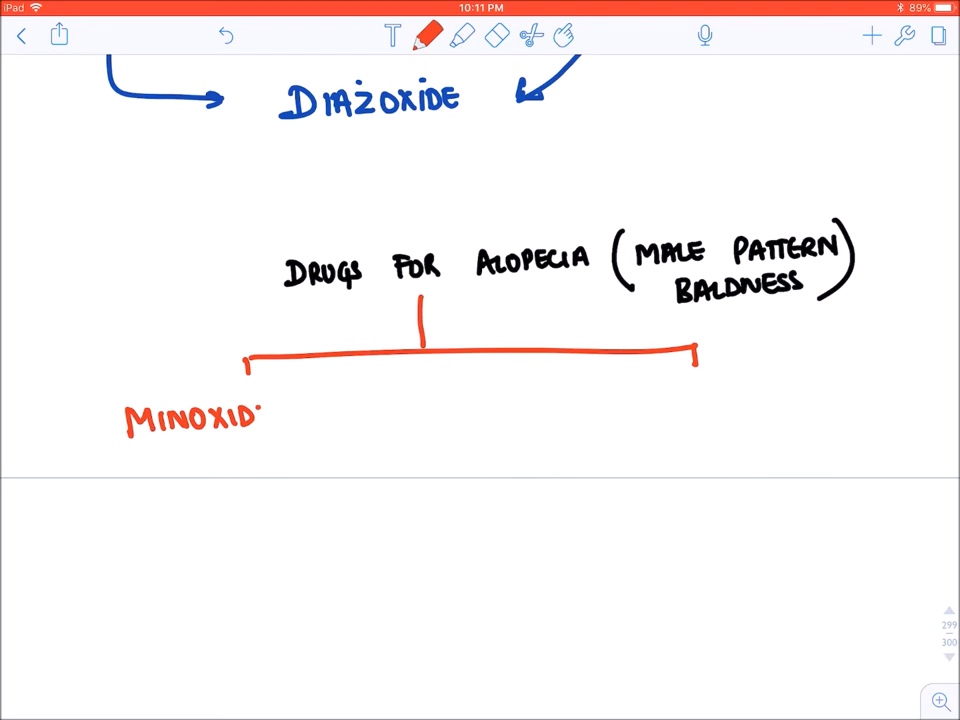 iPad 10:11 PM 89%
T
DIAZOXIDE
DRUGS FOR ALOPECIA (MALE PATTERN
BALDNESS)
MINOXID
299
300